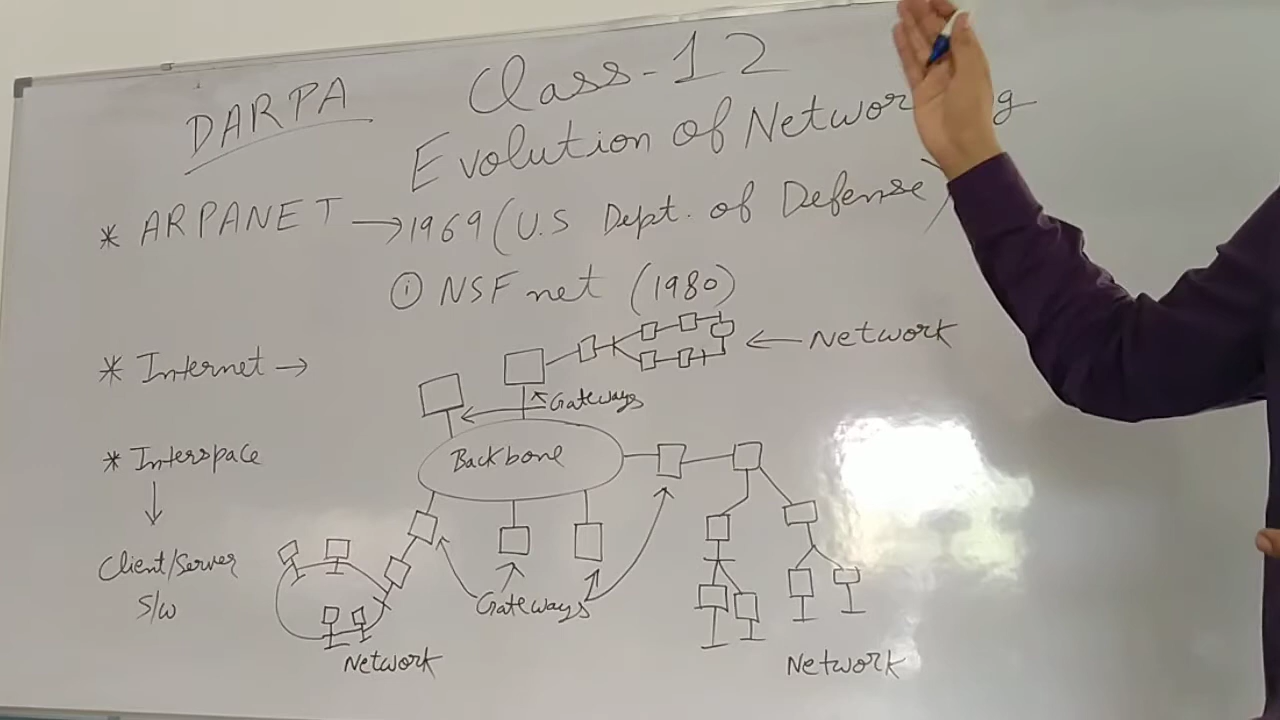 DARPA
Class-12
Evolution of Networ g
* ARPANET → 1969 (U.S Dept. of Defense)
① NSF net (1980)
← Network
* Internet →
Gateways
* Interspace
Backbone
Client/Server
S/W
Gateways
Network
Network